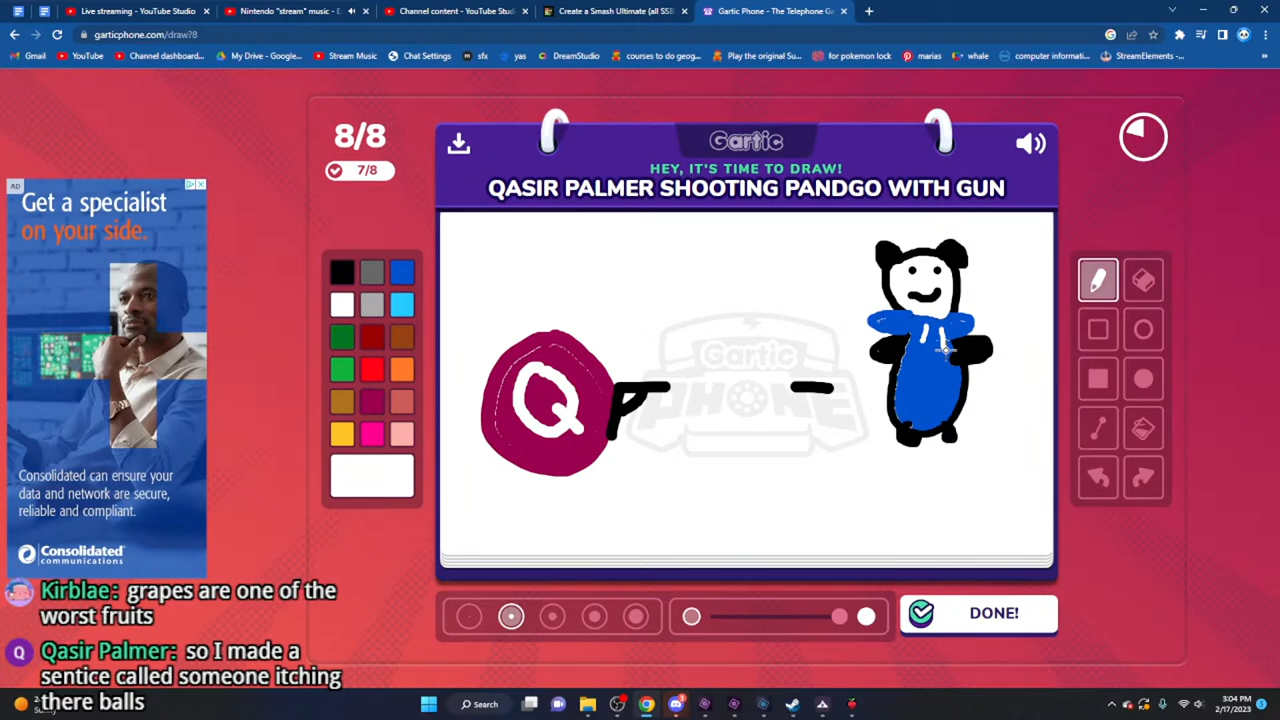 Live streaming - YouTube Studio
Nintendo "stream" music - E
Channel content - YouTube Stu
Create a Smash Ultimate (all SSB
Gartic Phone - The Telephone Ga
garticphone.com/draw?8
Gmail YouTube Channel dashboard... My Drive - Google... Stream Music Chat Settings sfx yas DreamStudio courses to do geog... Play the original Su... for pokemon lock marias whale computer informati... StreamElements -...
8/8
7/8
Gartic
HEY, IT'S TIME TO DRAW!
QASIR PALMER SHOOTING PANDGO WITH GUN
AD
Get a specialist
on your side.
Consolidated can ensure your
data and network are secure,
reliable and compliant.
Consolidated
communications
Gartic
PHONE
Q
Kirblae: grapes are one of the
worst fruits
Q Qasir Palmer: so I made a
sentice called someone itching
there balls
DONE!
Search
3:04 PM
2/17/2023